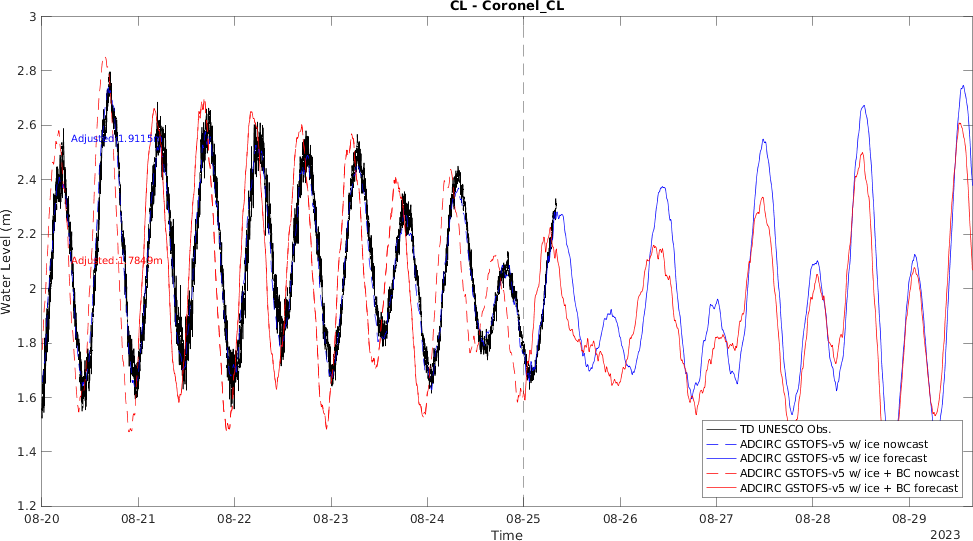 CL - Coronel_CL
3
2.8
2.6
2.4
2.2
2
1.8
1.6
1.4
1.2
Water Level (m)
Adjusted:1.9115
Adjusted:1.7849m
TD UNESCO Obs.
ADCIRC GSTOFS-v5 w/ ice nowcast
ADCIRC GSTOFS-v5 w/ ice forecast
ADCIRC GSTOFS-v5 w/ ice + BC nowcast
ADCIRC GSTOFS-v5 w/ ice + BC forecast
08-20 08-21 08-22 08-23 08-24 08-25 08-26 08-27 08-28 08-29
Time
2023